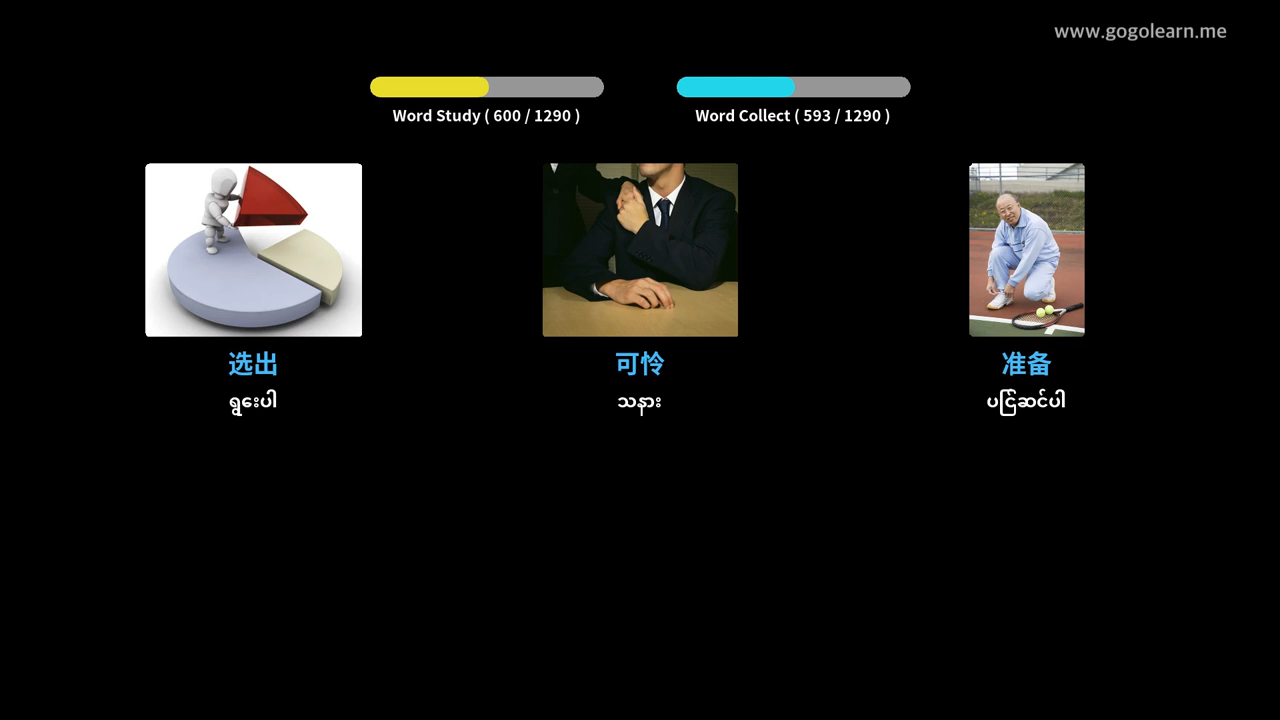 www.gogolearn.me
Word Study ( 600 / 1290 )
Word Collect ( 593 / 1290 )
选出
可怜
准备
ရွေးပါ
သနား
ပြင်ဆင်ပါ